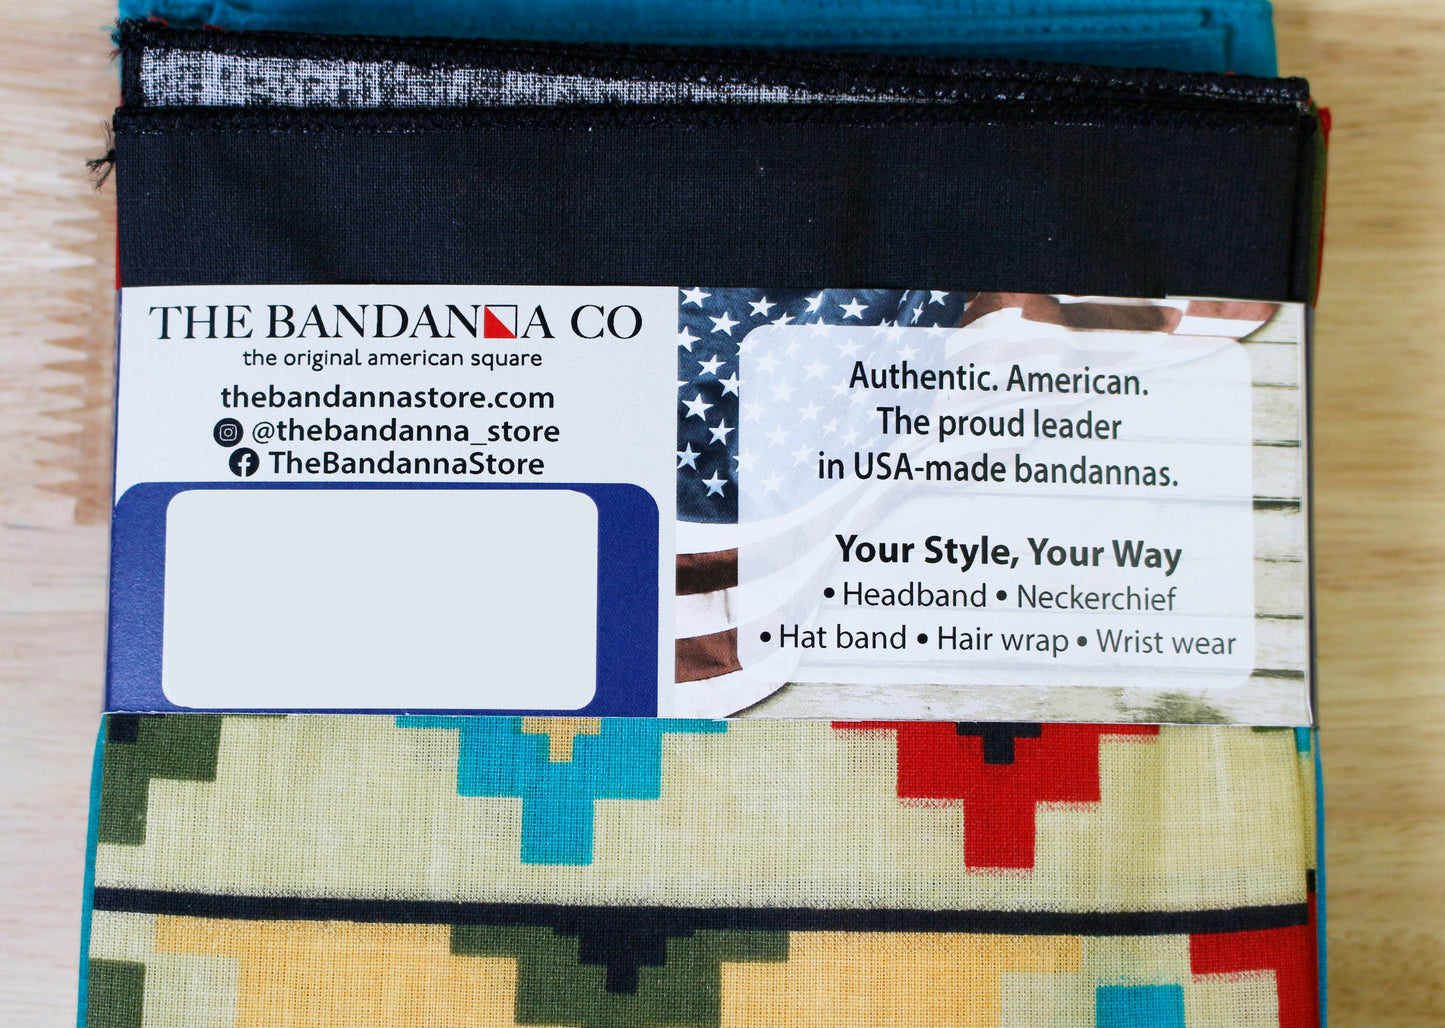 THE BANDANNA CO
the original american square
thebandannastore.com
@thebandanna_store
TheBandannaStore
Authentic. American.
The proud leader
in USA-made bandannas.
Your Style, Your Way
• Headband • Neckerchief
• Hat band • Hair wrap • Wrist wear